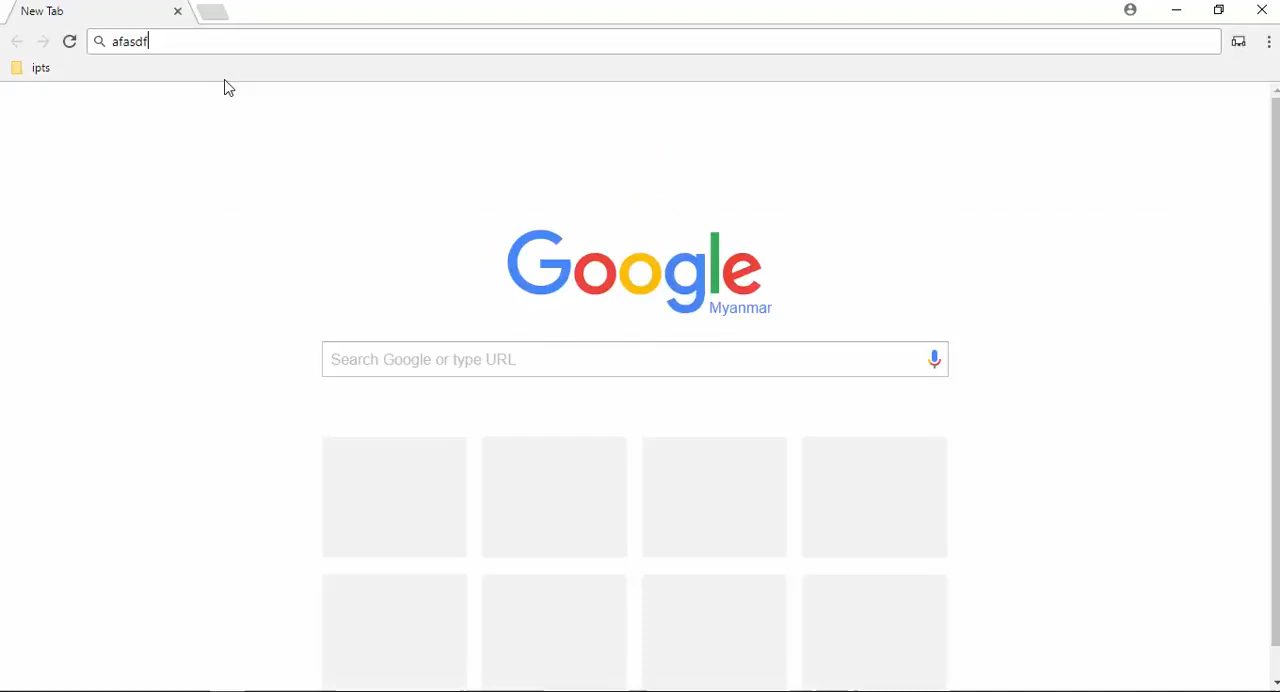 New Tab
afasdf
ipts
Google
Myanmar
Search Google or type URL